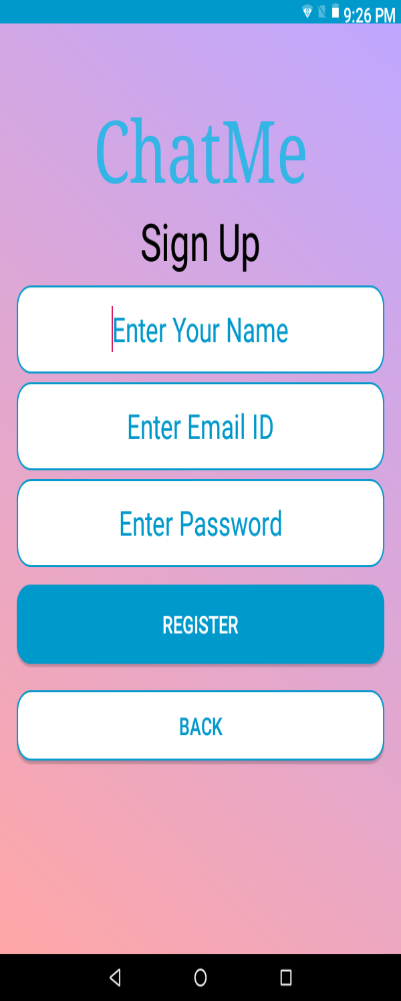 9:26 PM
ChatMe
Sign Up
Enter Your Name
Enter Email ID
Enter Password
REGISTER
BACK